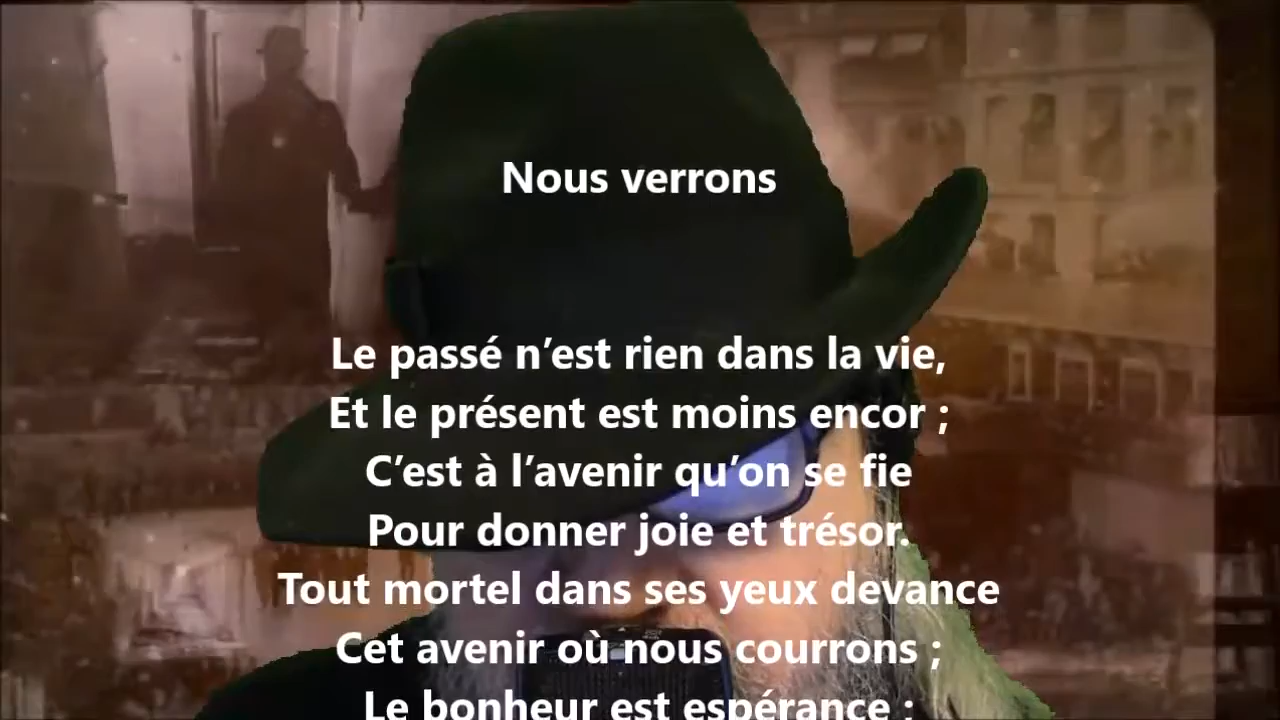 Nous verrons
Le passé n’est rien dans la vie,
Et le présent est moins encor ;
C’est à l’avenir qu’on se fie
Pour donner joie et trésor.
Tout mortel dans ses yeux devance
Cet avenir où nous courrons ;
Le bonheur est espérance ;